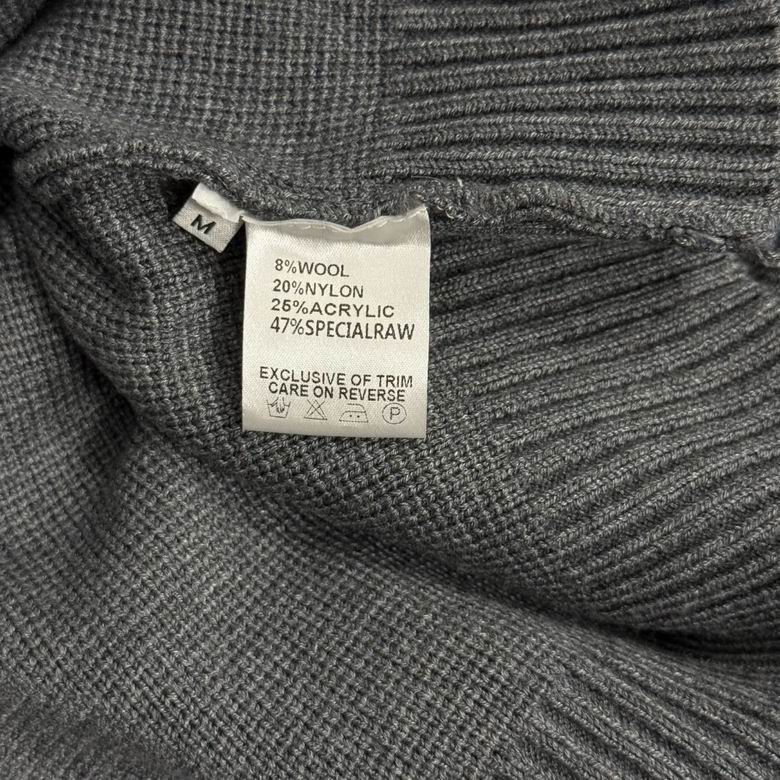 M
8%WOOL
20%NYLON
25%ACRYLIC
47%SPECIALRAW
EXCLUSIVE OF TRIM
CARE ON REVERSE
P